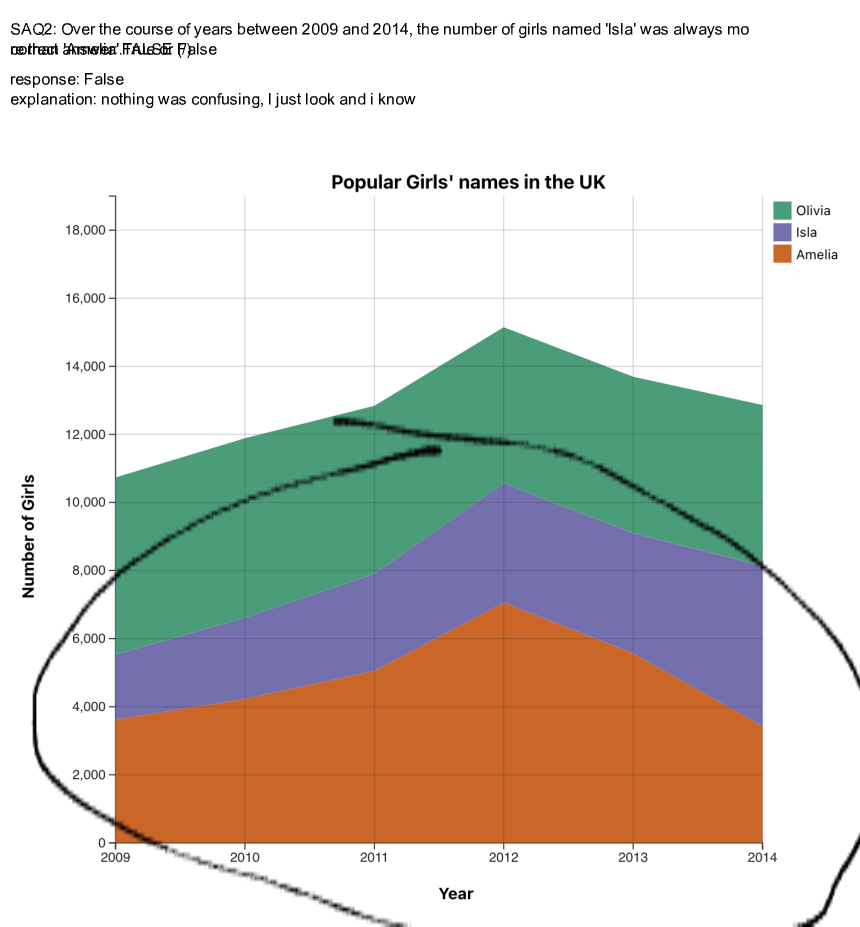 SAQ2: Over the course of years between 2009 and 2014, the number of girls named 'Isla' was always mo
response: False
explanation: nothing was confusing, I just look and i know
Popular Girls' names in the UK
Olivia
Isla
Amelia
18,000
16,000
14,000
12,000
10,000
8,000
6,000
4,000
2,000
0
Number of Girls
2009 2010 2011 2012 2013 2014
Year